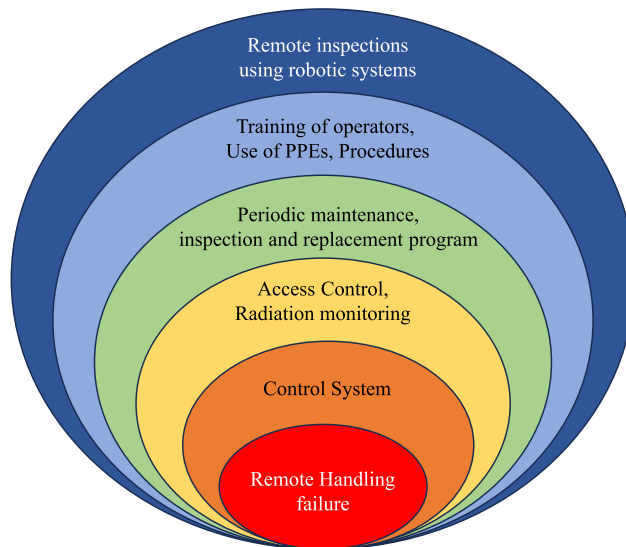 Remote inspections
using robotic systems
Training of operators,
Use of PPEs, Procedures
Periodic maintenance,
inspection and replacement program
Access Control,
Radiation monitoring
Control System
Remote Handling
failure